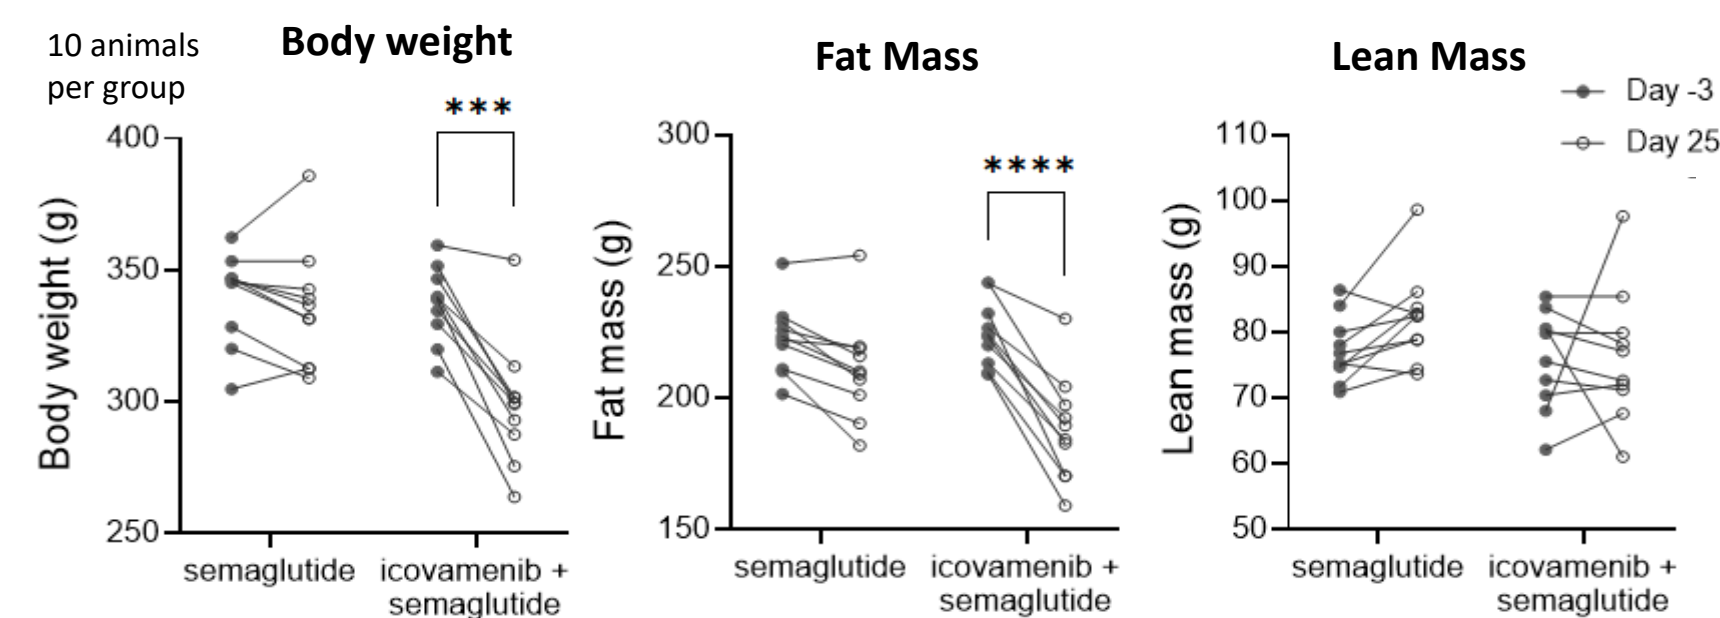 10 animals
per group
Body weight
***
400
350
300
250
Body weight (g)
semaglutide
icovamenib +
semaglutide
Fat Mass
****
300
250
200
150
Fat mass (g)
semaglutide
icovamenib +
semaglutide
Lean Mass
Day -3
Day 25
110
100
90
80
70
60
50
Lean mass (g)
semaglutide
icovamenib +
semaglutide